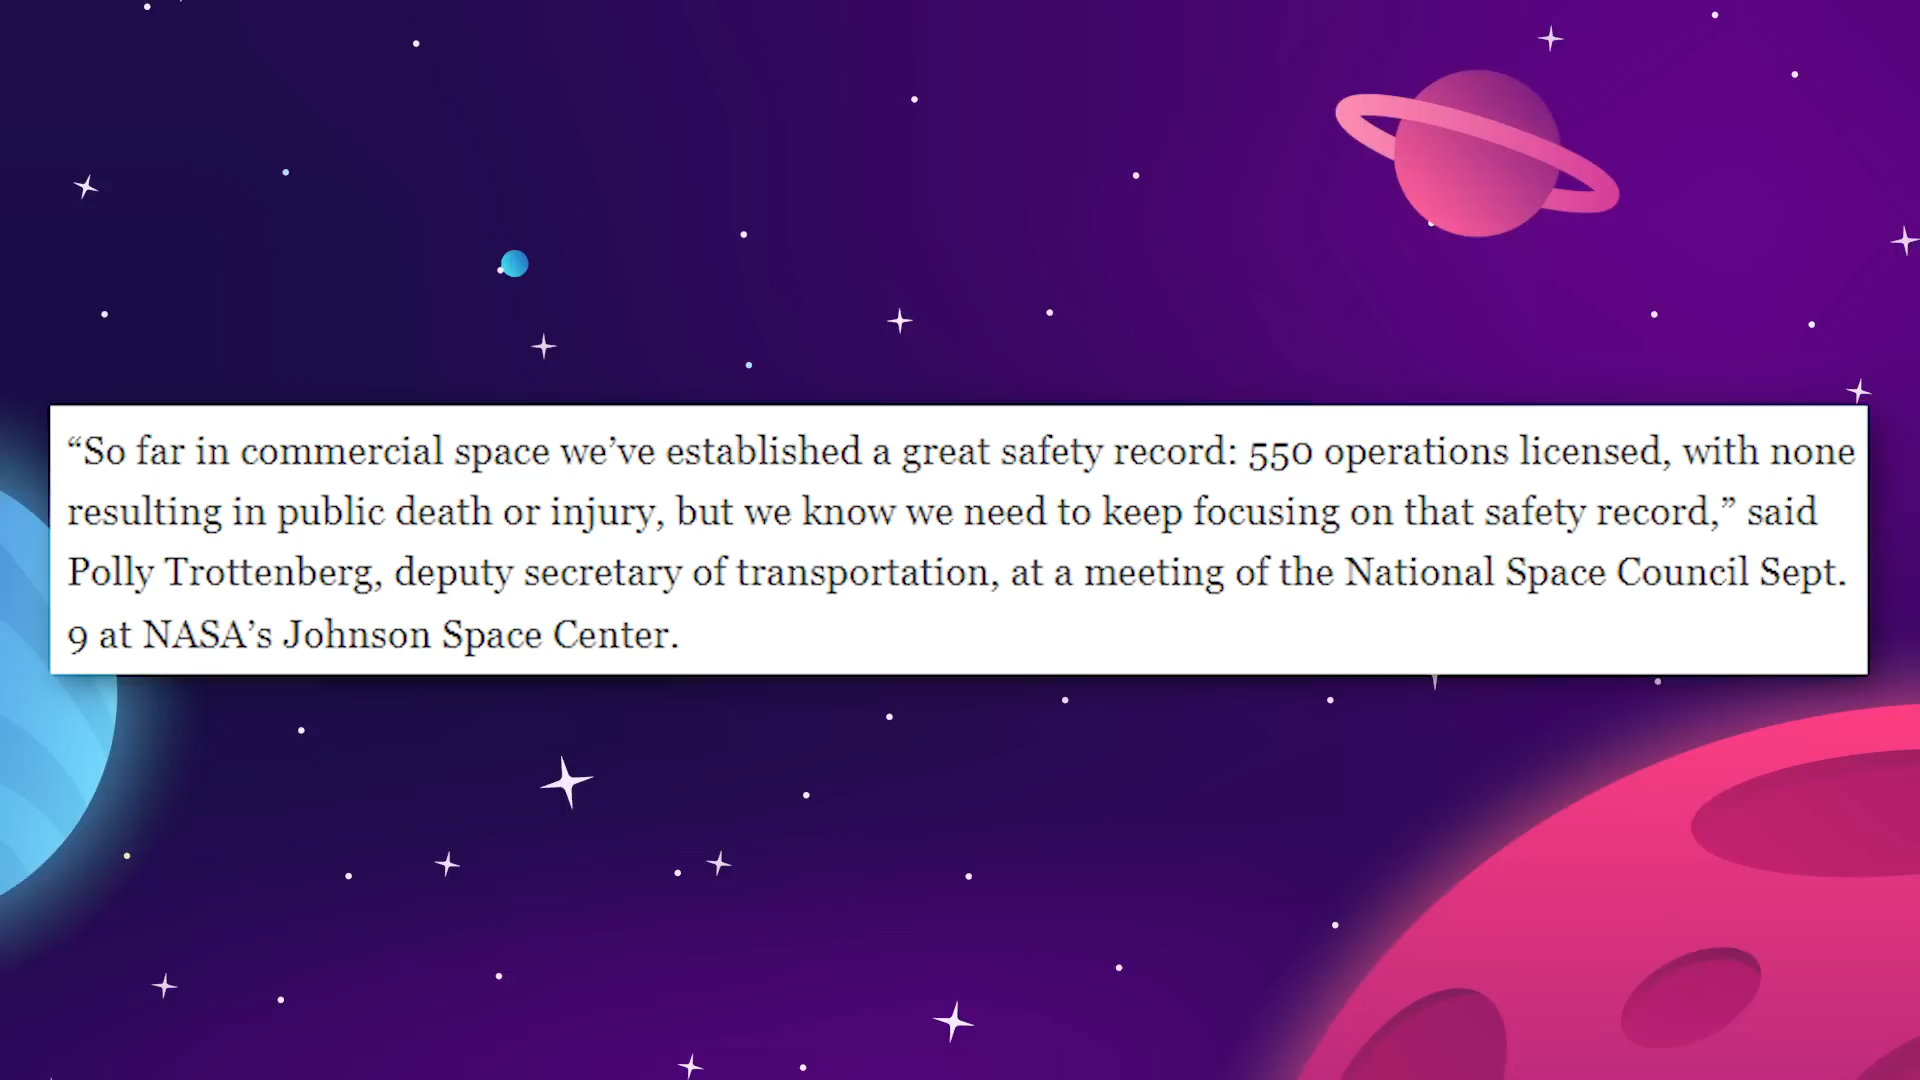 “So far in commercial space we’ve established a great safety record: 550 operations licensed, with none
resulting in public death or injury, but we know we need to keep focusing on that safety record,” said
Polly Trottenberg, deputy secretary of transportation, at a meeting of the National Space Council Sept.
9 at NASA’s Johnson Space Center.